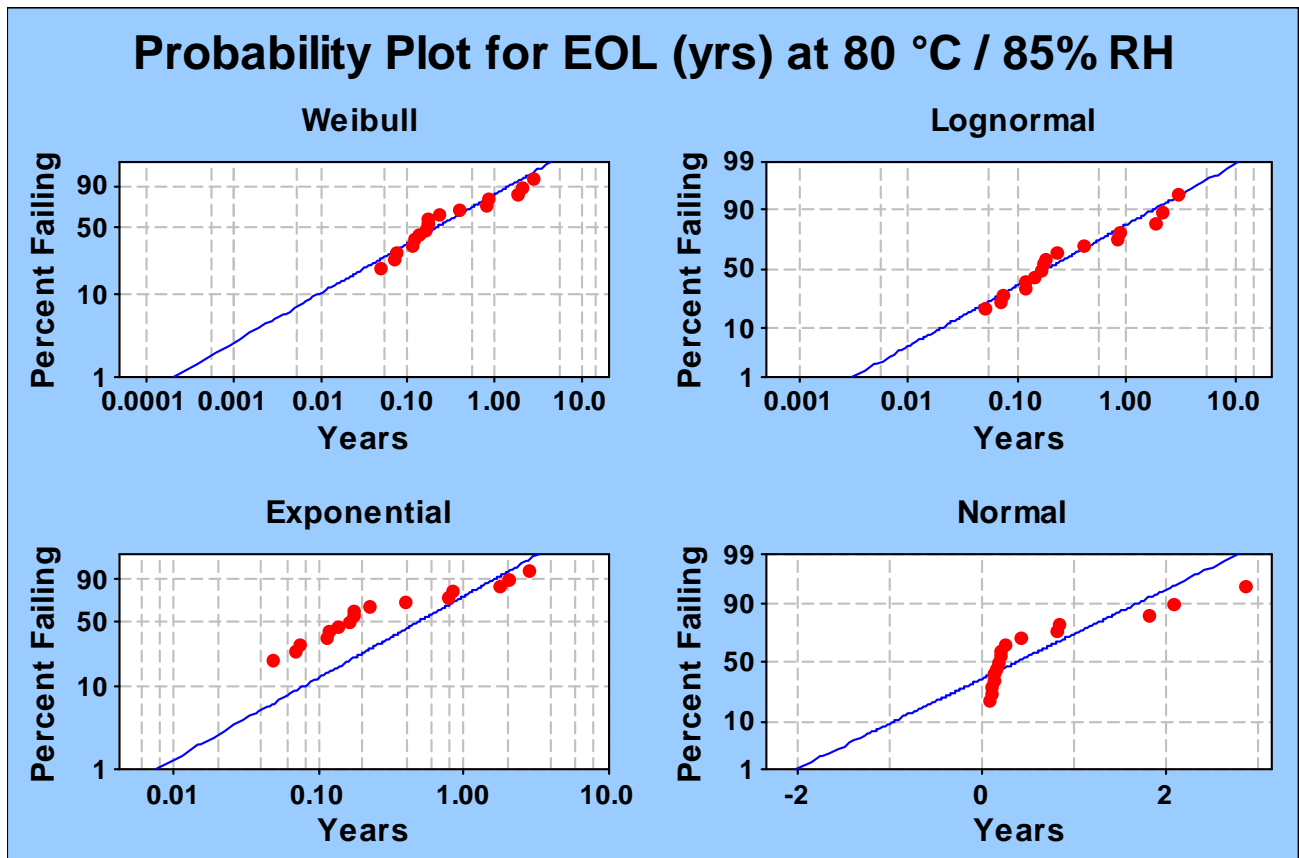 Probability Plot for EOL (yrs) at 80 °C / 85% RH
Weibull
Percent Failing
90
50
10
1
0.0001 0.001 0.01 0.10 1.00 10.0
Years
Lognormal
Percent Failing
99
90
50
10
1
0.001 0.01 0.10 1.00 10.0
Years
Exponential
Percent Failing
90
50
10
1
0.01 0.10 1.00 10.0
Years
Normal
Percent Failing
99
90
50
10
1
-2 0 2
Years